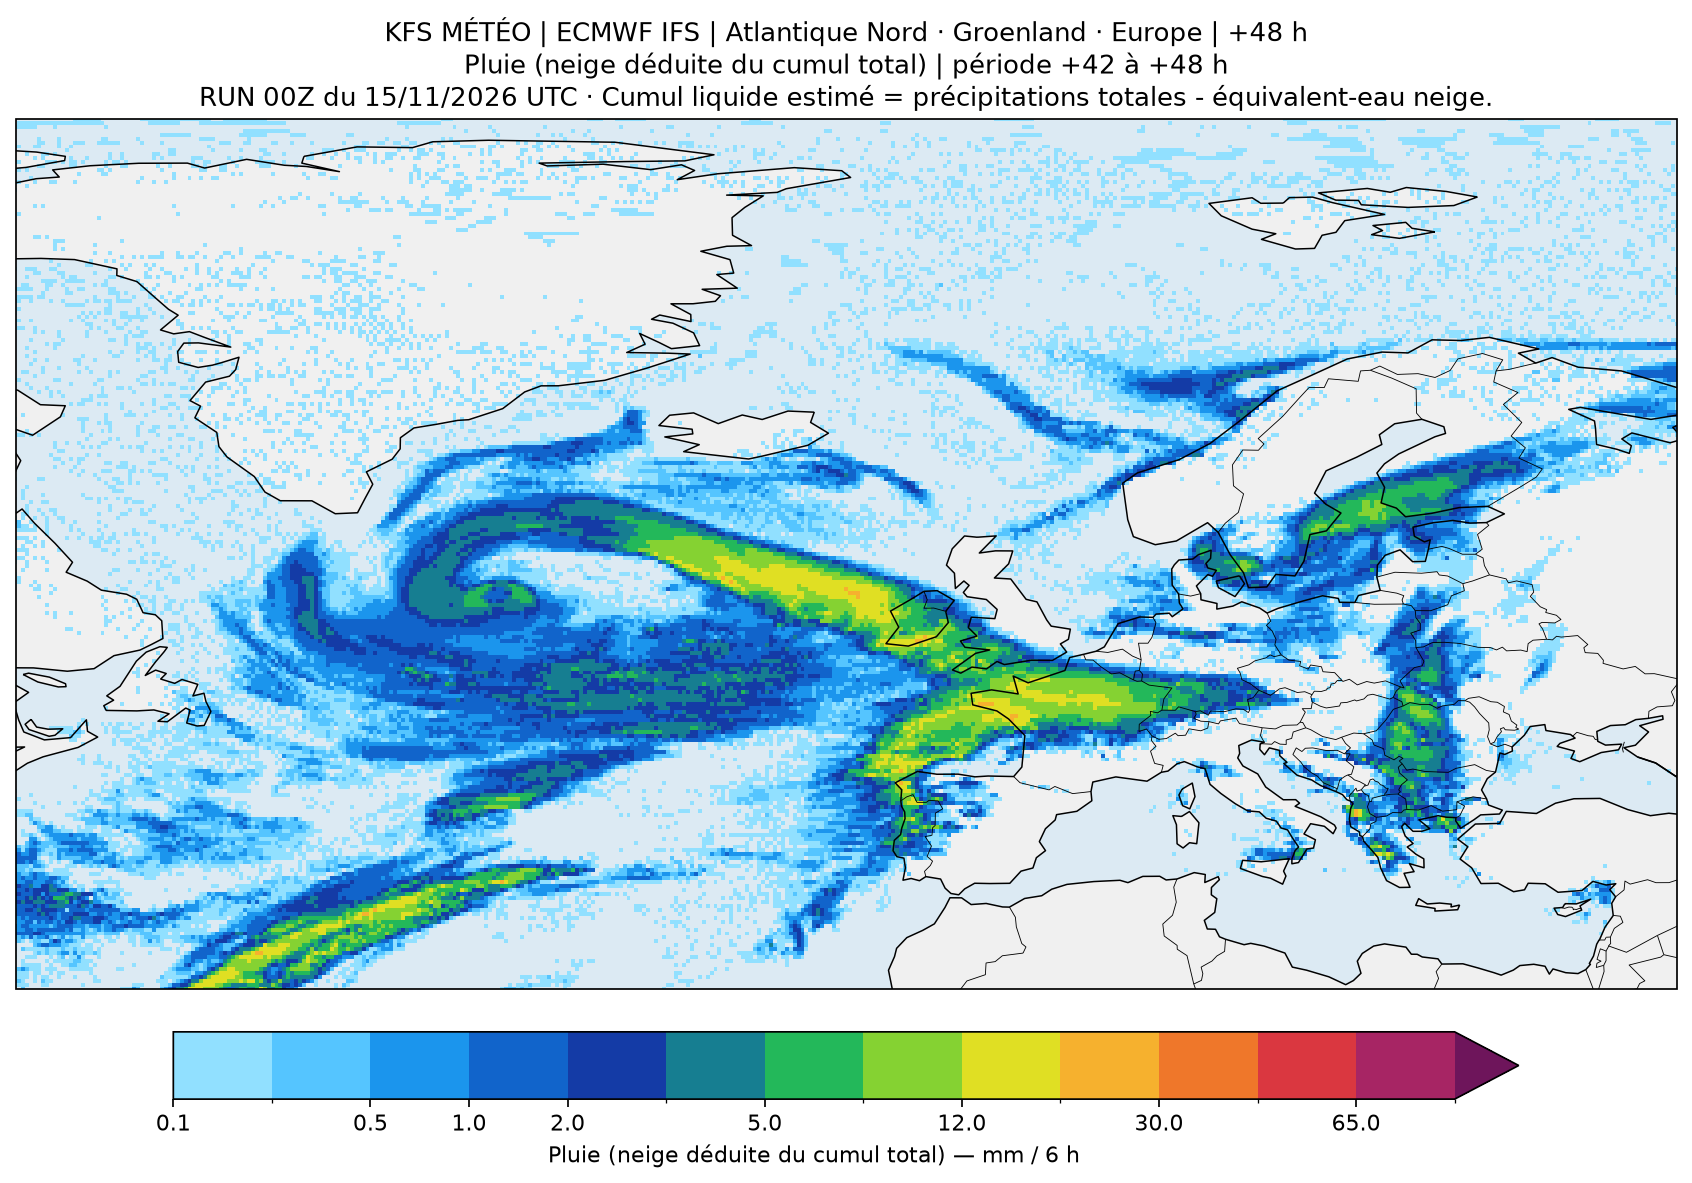 KFS MÉTÉO | ECMWF IFS | Atlantique Nord · Groenland · Europe | +48 h
Pluie (neige déduite du cumul total) | période +42 à +48 h
RUN 00Z du 15/11/2026 UTC · Cumul liquide estimé = précipitations totales - équivalent-eau neige.
0.1 0.5 1.0 2.0 5.0 12.0 30.0 65.0
Pluie (neige déduite du cumul total) — mm / 6 h